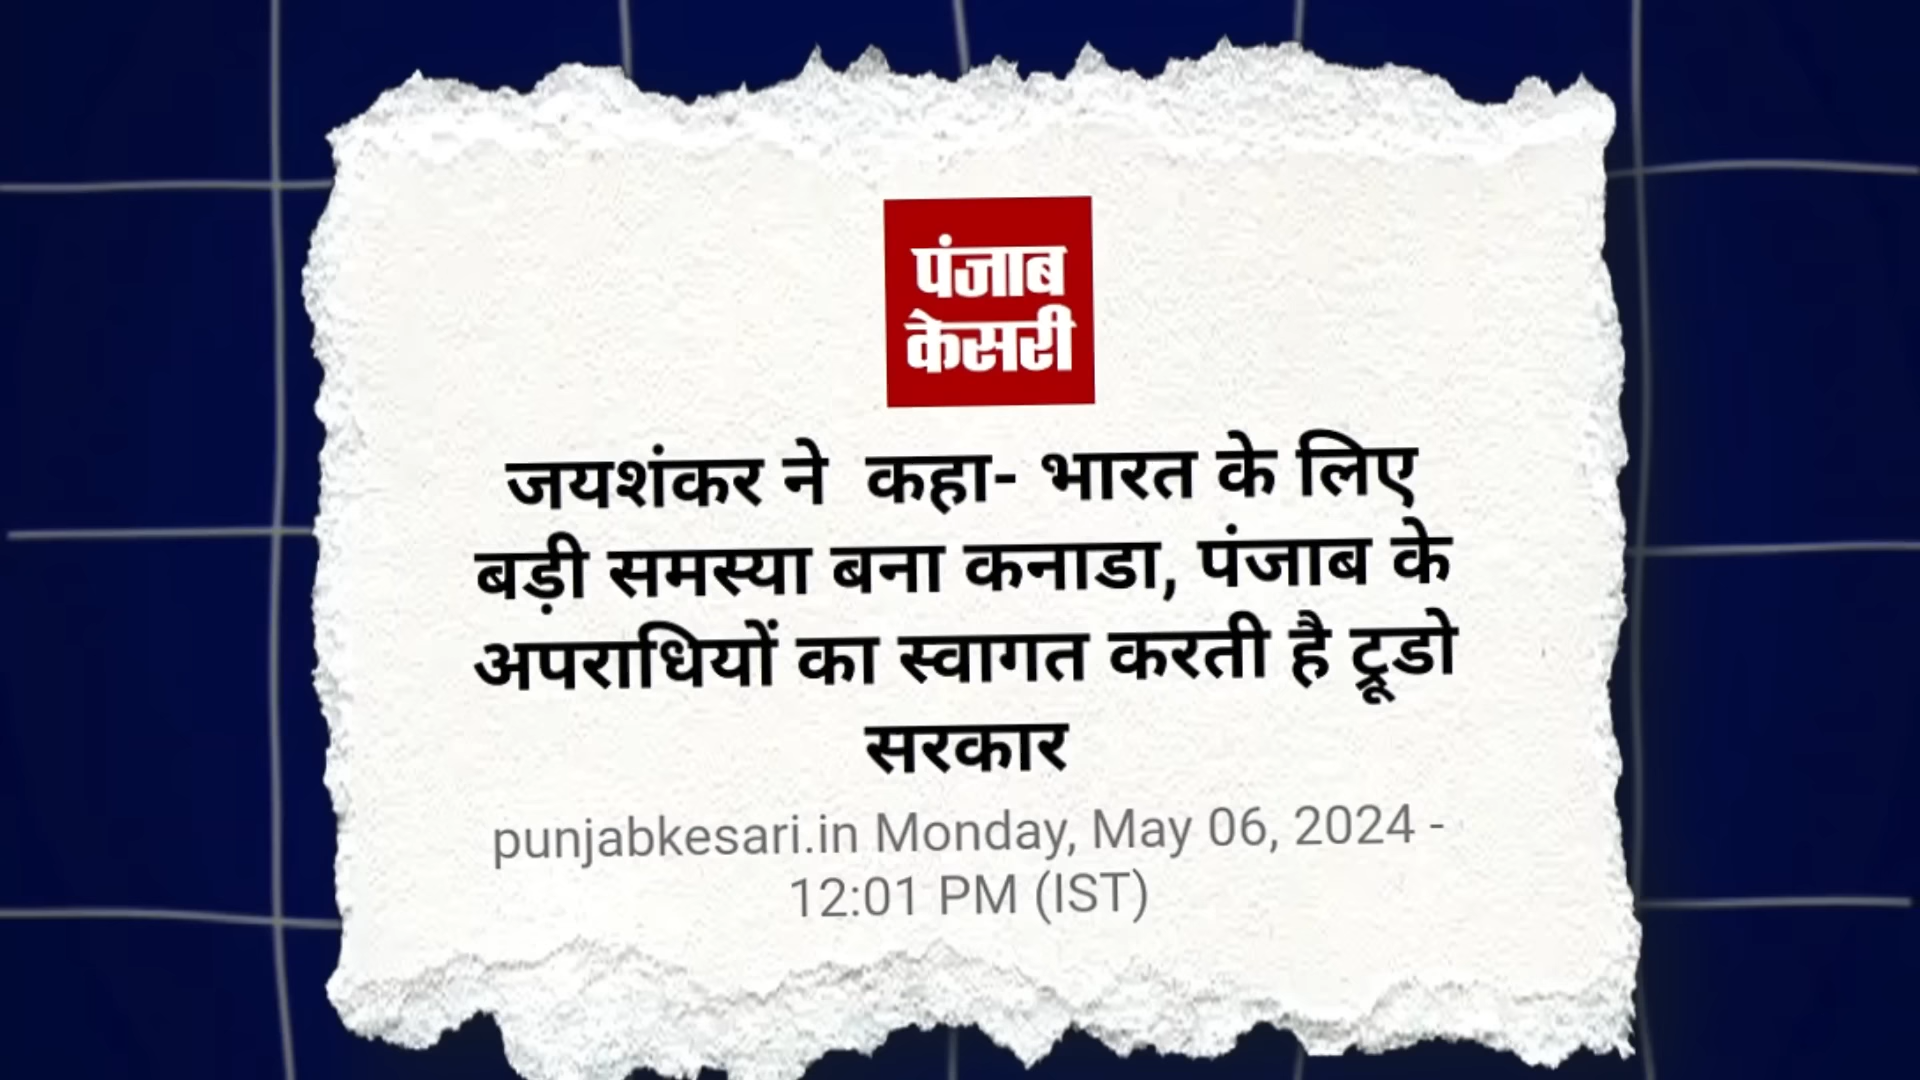 पंजाब
केसरी
जयशंकर ने कहा- भारत के लिए
बड़ी समस्या बना कनाडा, पंजाब के
अपराधियों का स्वागत करती है ट्रूडो
सरकार
punjabkesari.in Monday, May 06, 2024 -
12:01 PM (IST)